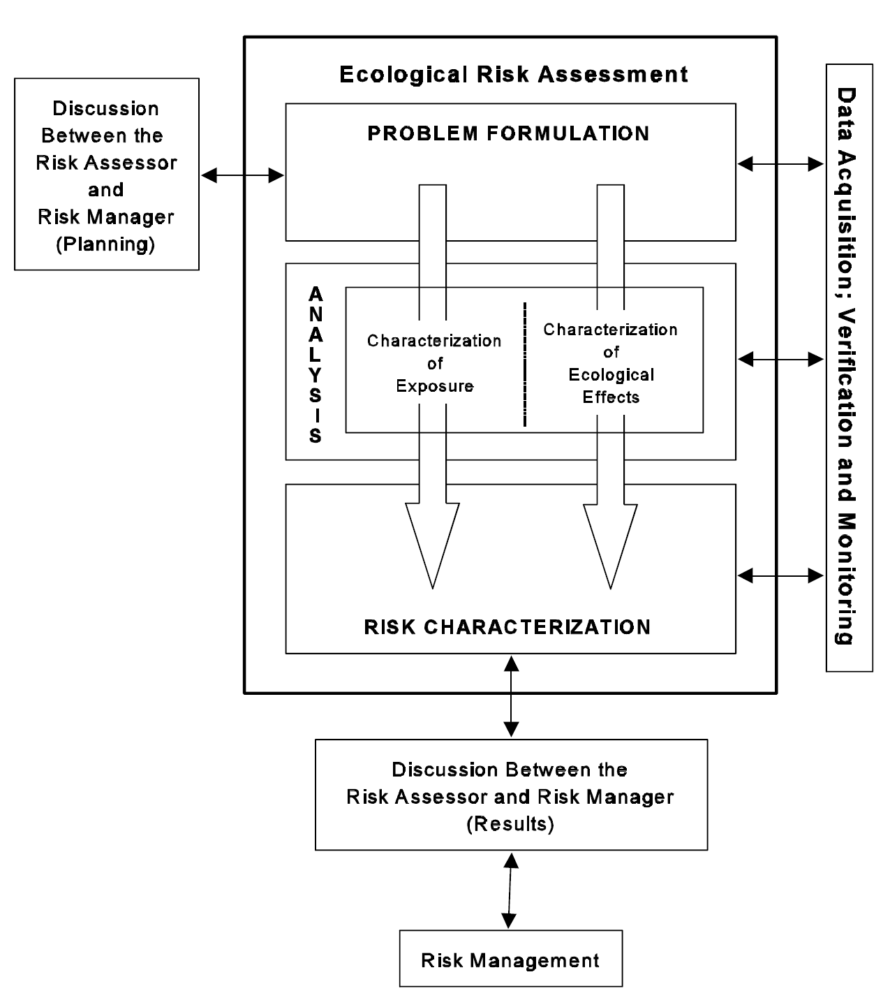 Ecological Risk Assessment
Discussion
Between the
Risk Assessor
and
Risk Manager
(Planning)
PROBLEM FORMULATION
ANALYSIS
Characterization
of
Exposure
Characterization
of
Ecological
Effects
RISK CHARACTERIZATION
Data Acquisition; Verification and Monitoring
Discussion Between the
Risk Assessor and Risk Manager
(Results)
Risk Management